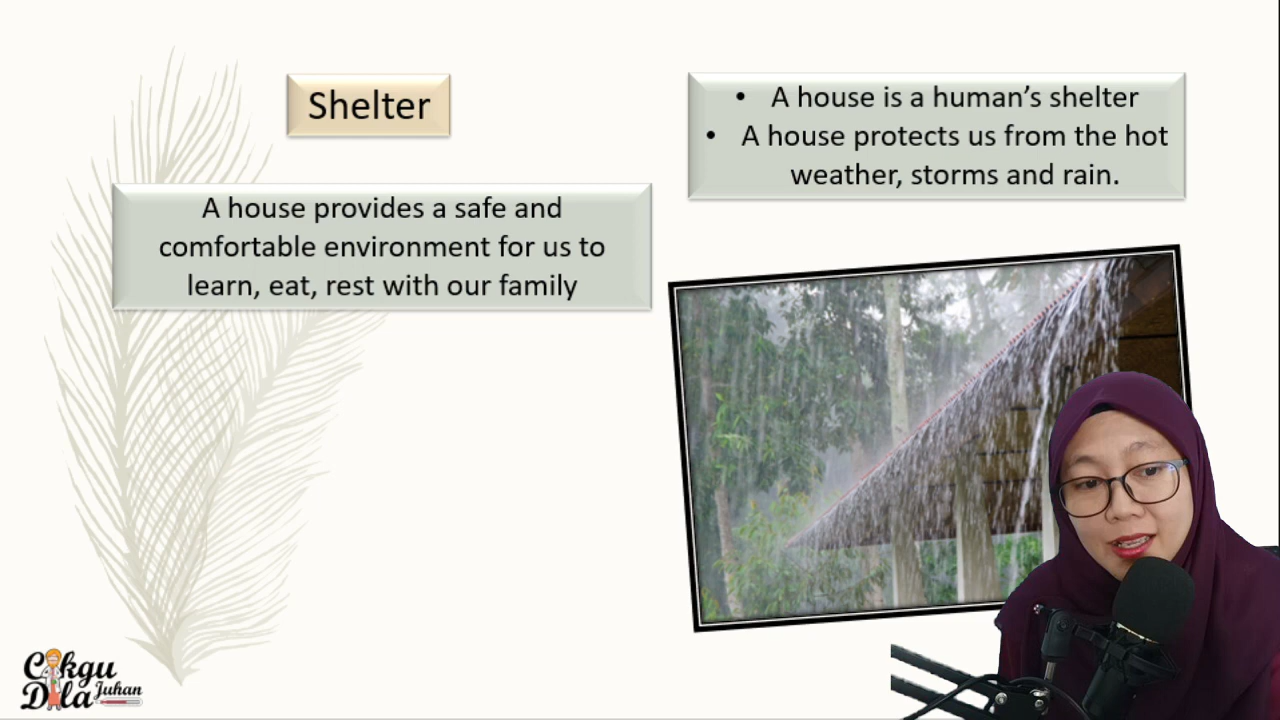 Shelter
A house provides a safe and
comfortable environment for us to
learn, eat, rest with our family
• A house is a human’s shelter
• A house protects us from the hot
weather, storms and rain.
Cikgu
Dila Juhan